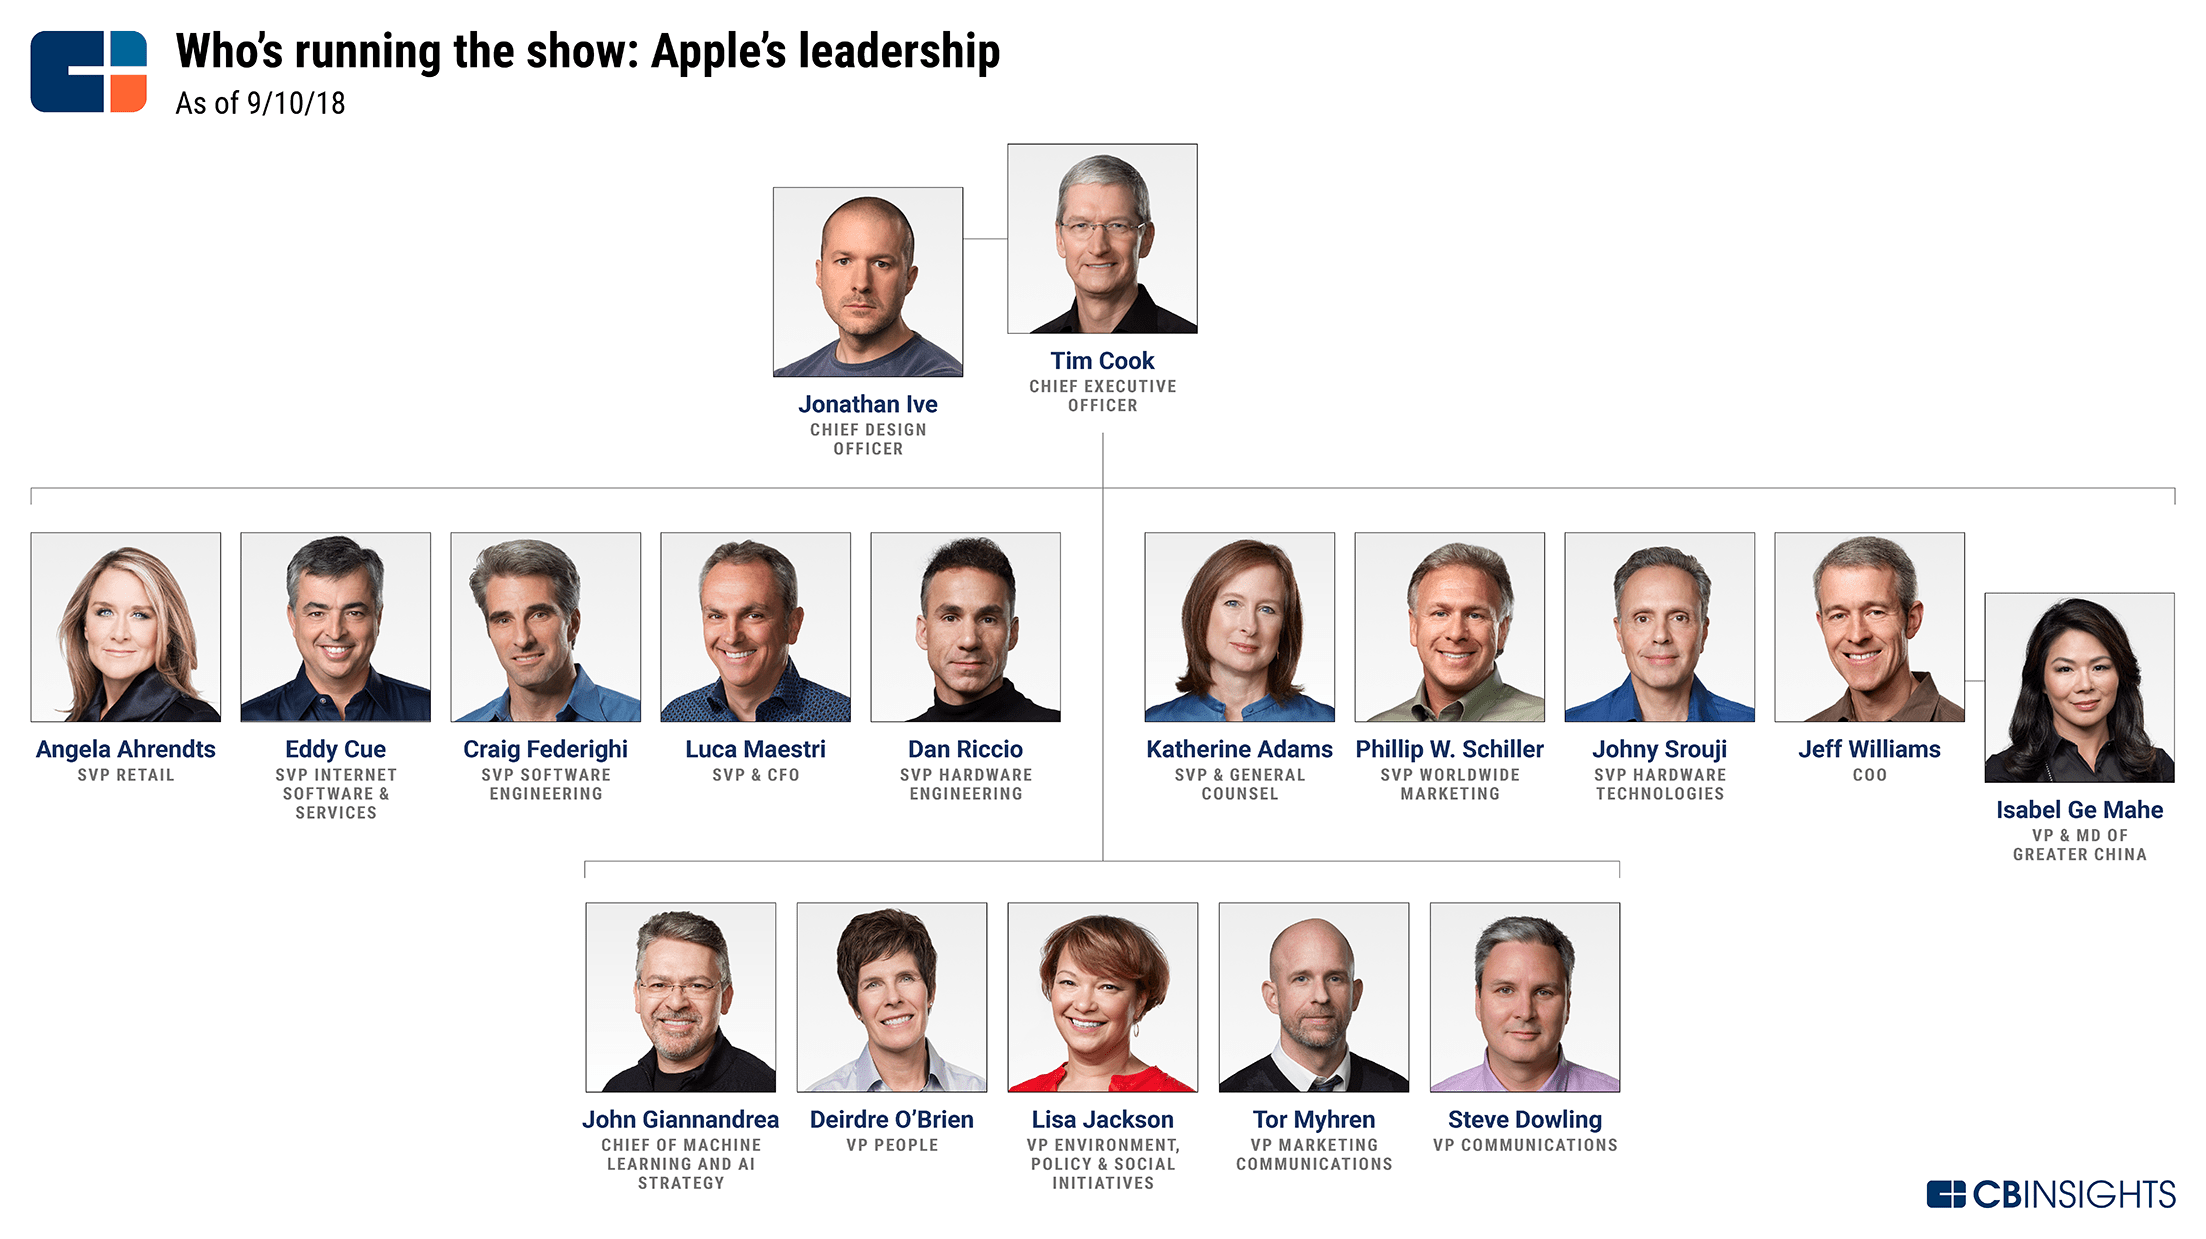 Who's running the show: Apple's leadership
As of 9/10/18
Tim Cook
CHIEF EXECUTIVE
OFFICER
Jonathan Ive
CHIEF DESIGN
OFFICER
Angela Ahrendts
SVP RETAIL
Eddy Cue
SVP INTERNET
SOFTWARE &
SERVICES
Craig Federighi
SVP SOFTWARE
ENGINEERING
Luca Maestri
SVP & CFO
Dan Riccio
SVP HARDWARE
ENGINEERING
Katherine Adams
SVP & GENERAL
COUNSEL
Phillip W. Schiller
SVP WORLDWIDE
MARKETING
Johny Srouji
SVP HARDWARE
TECHNOLOGIES
Jeff Williams
COO
Isabel Ge Mahe
VP & MD OF
GREATER CHINA
John Giannandrea
CHIEF OF MACHINE
LEARNING AND AI
STRATEGY
Deirdre O'Brien
VP PEOPLE
Lisa Jackson
VP ENVIRONMENT,
POLICY & SOCIAL
INITIATIVES
Tor Myhren
VP MARKETING
COMMUNICATIONS
Steve Dowling
VP COMMUNICATIONS
CBINSIGHTS